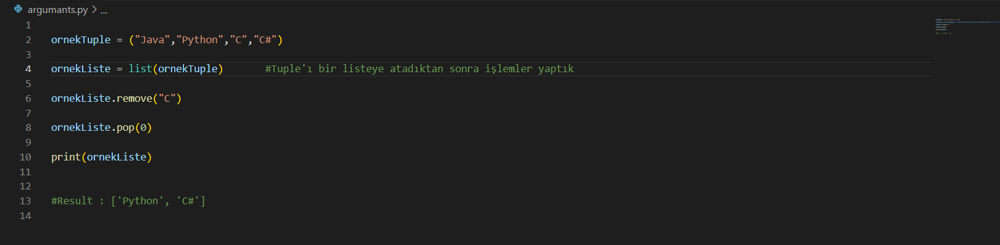 argumants.py > ...
1
2 ornekTuple = ("Java","Python","C","C#")
3
4 ornekListe = list(ornekTuple) #Tuple'ı bir listeye atadıktan sonra işlemler yaptık
5
6 ornekListe.remove("C")
7
8 ornekListe.pop(0)
9
10 print(ornekListe)
11
12
13 #Result : ['Python', 'C#']
14